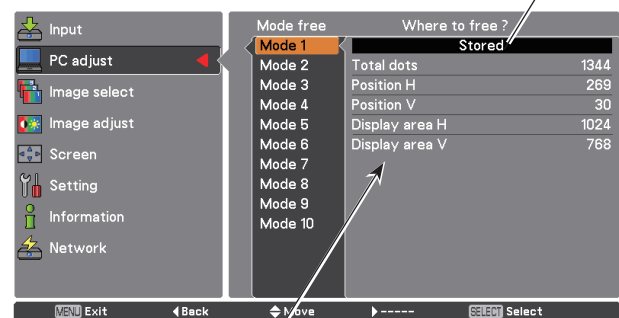 Input
PC adjust
Image select
Image adjust
Screen
Setting
Information
Network
Mode free
Mode 1
Mode 2
Mode 3
Mode 4
Mode 5
Mode 6
Mode 7
Mode 8
Mode 9
Mode 10
Where to free ?
Stored
Total dots 1344
Position H 269
Position V 30
Display area H 1024
Display area V 768
MENU Exit Back Move ----- SELECT Select